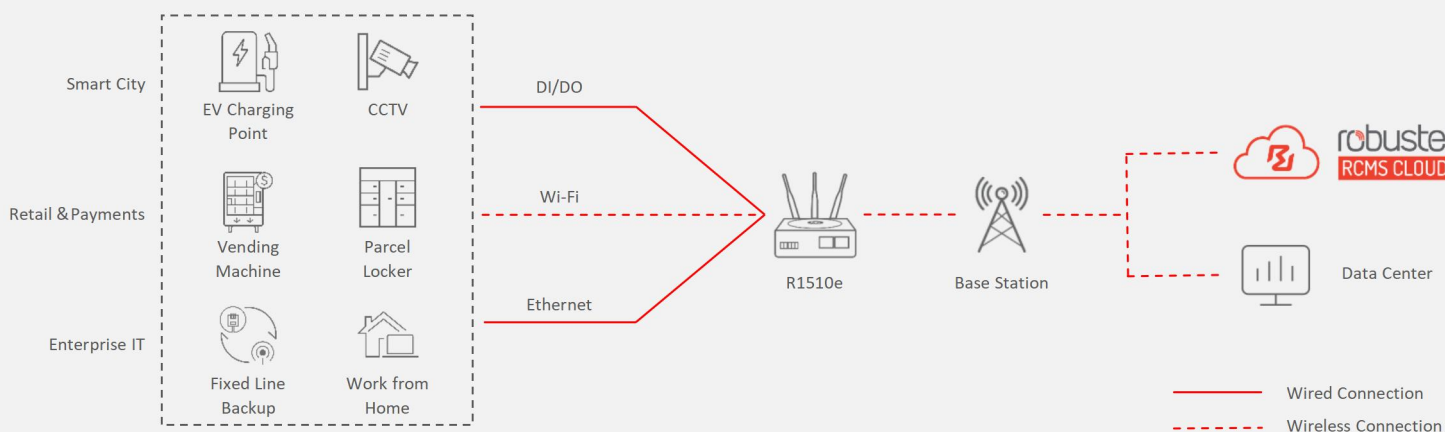 Smart City
EV Charging
Point
CCTV
Retail & Payments
Vending
Machine
Parcel
Locker
Enterprise IT
Fixed Line
Backup
Work from
Home
DI/DO
Wi-Fi
Ethernet
R1510e
Base Station
robuste
RCMS CLOUD
Data Center
Wired Connection
Wireless Connection